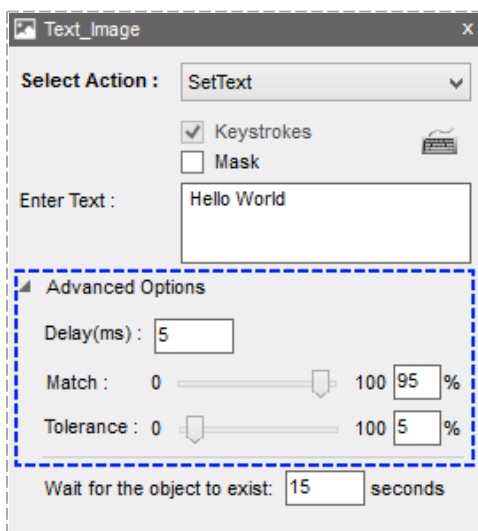 Text_Image x
Select Action : SetText
Keystrokes
Mask
Enter Text : Hello World
Advanced Options
Delay(ms) : 5
Match : 0 100 95 %
Tolerance : 0 100 5 %
Wait for the object to exist: 15 seconds